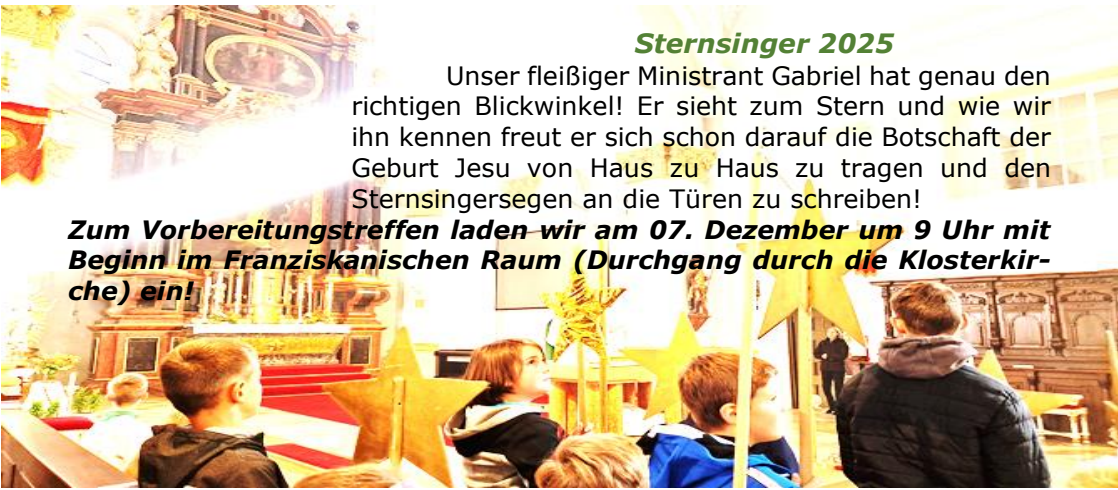 Sternsinger 2025
Unser fleißiger Ministrant Gabriel hat genau den
richtigen Blickwinkel! Er sieht zum Stern und wie wir
ihn kennen freut er sich schon darauf die Botschaft der
Geburt Jesu von Haus zu Haus zu tragen und den
Sternsingersegen an die Türen zu schreiben!
Zum Vorbereitungstreffen laden wir am 07. Dezember um 9 Uhr mit
Beginn im Franziskanischen Raum (Durchgang durch die Klosterkir-
che) ein!